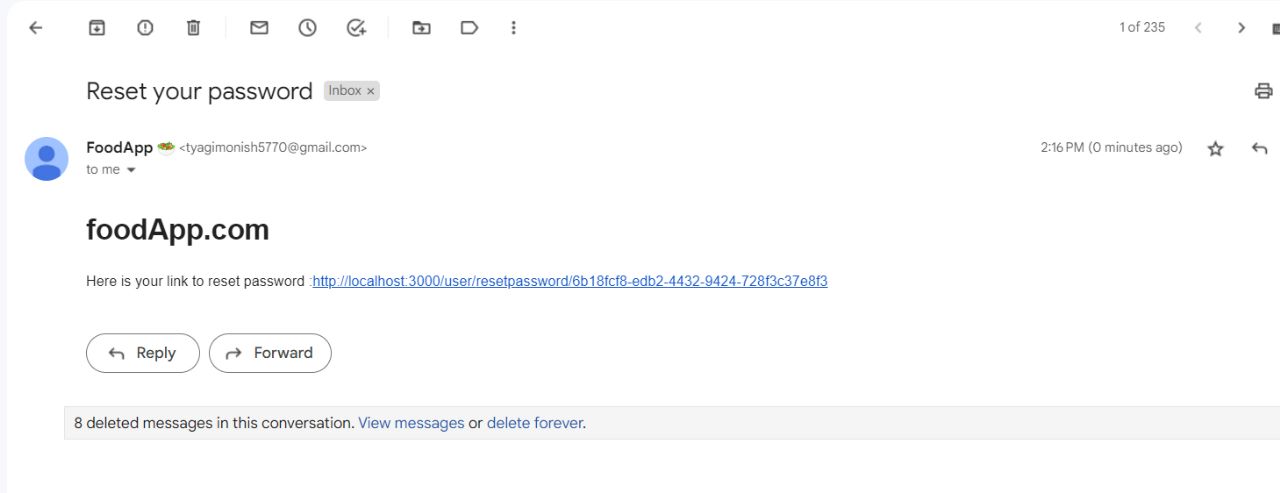 1 of 235
Reset your password Inbox ×
FoodApp 🥗 <tyagimonish5770@gmail.com> 2:16 PM (0 minutes ago)
to me
foodApp.com
Here is your link to reset password :http://localhost:3000/user/resetpassword/6b18fcf8-edb2-4432-9424-728f3c37e8f3
Reply Forward
8 deleted messages in this conversation. View messages or delete forever.